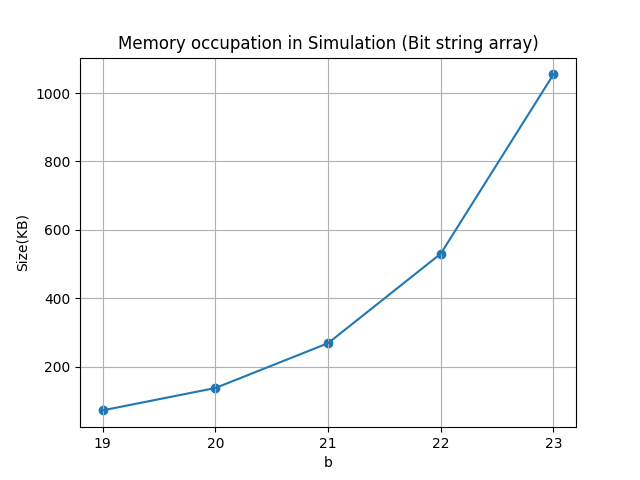 Memory occupation in Simulation (Bit string array)
1000
800
600
400
200
Size(KB)
19 20 21 22 23
b